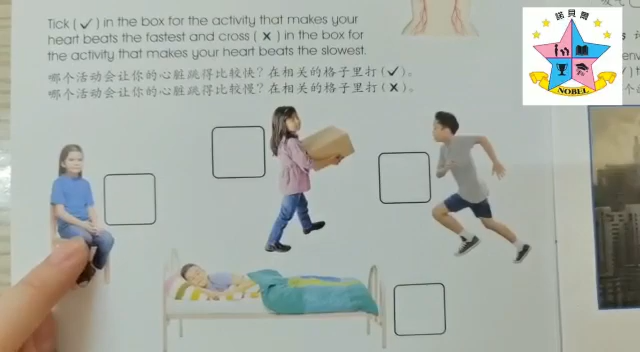 Tick ( ✓ ) in the box for the activity that makes your
heart beats the fastest and cross ( ✗ ) in the box for
the activity that makes your heart beats the slowest.
哪个活动会让你的心脏跳得比较快？在相关的格子里打 (✓)。
哪个活动会让你的心脏跳得比较慢？在相关的格子里打 (✗)。
諾貝爾
NOBEL